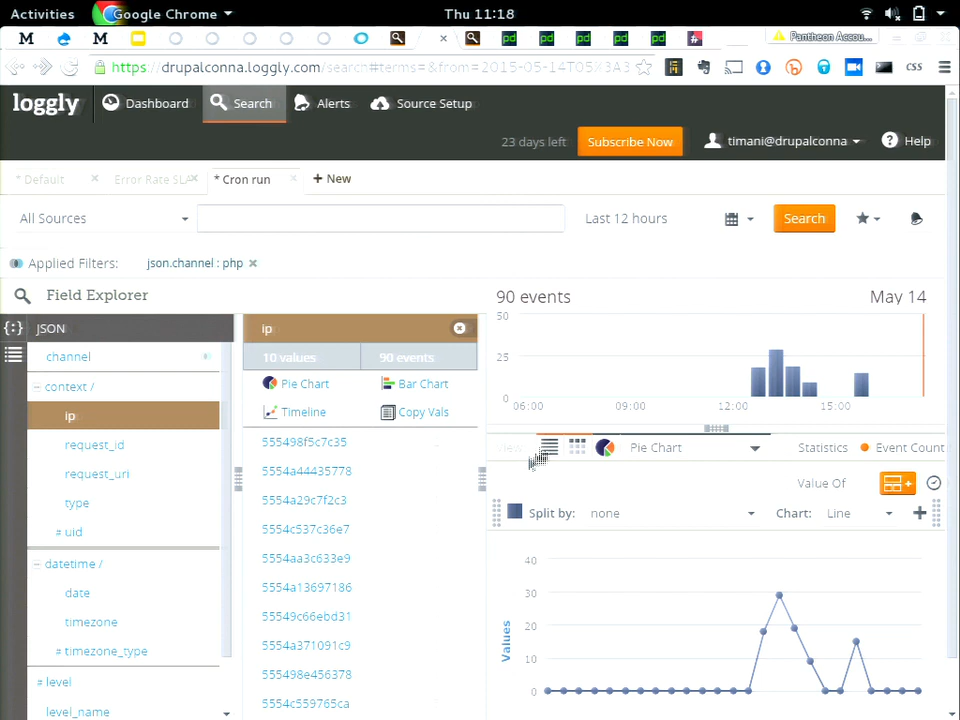 Activities Google Chrome Thu 11:18
Pantheon Accou...
https://drupalconna.loggly.com/search#terms=&from=2015-05-14T05%3A3 CSS
loggly Dashboard Search Alerts Source Setup
23 days left Subscribe Now timani@drupalconna Help
* Default Error Rate SLA * Cron run + New
All Sources Last 12 hours Search
Applied Filters: json.channel : php
Field Explorer
90 events May 14
{:} JSON
ip
channel
10 values 90 events
context /
Pie Chart Bar Chart
ip
Timeline Copy Vals
request_id
request_uri
type
# uid
datetime /
date
timezone
# timezone_type
# level
level_name
555498f5c7c35
5554a44435778
5554a29c7f2c3
5554c537c36e7
5554aa3c633e9
5554a13697186
55549c66ebd31
5554a371091c9
555498e456378
5554c559765ca
50
25
0
06:00 09:00 12:00 15:00
View Pie Chart Statistics Event Count
Value Of
Split by: none Chart: Line
Values
40
30
20
10
0